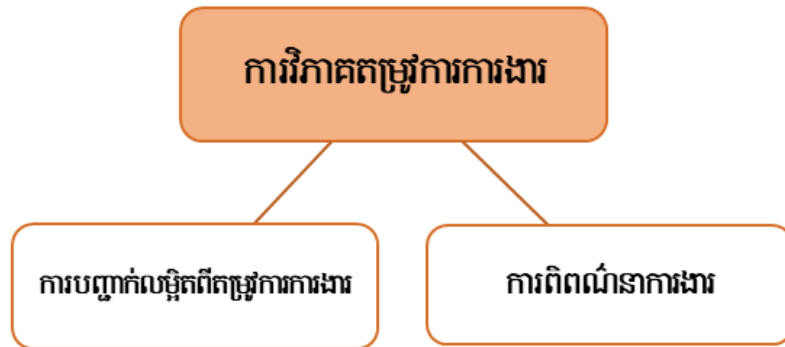 ការវិភាគតម្រូវការការងារ
ការបញ្ជាក់លម្អិតពីតម្រូវការការងារ
ការពិពណ៌នាការងារ